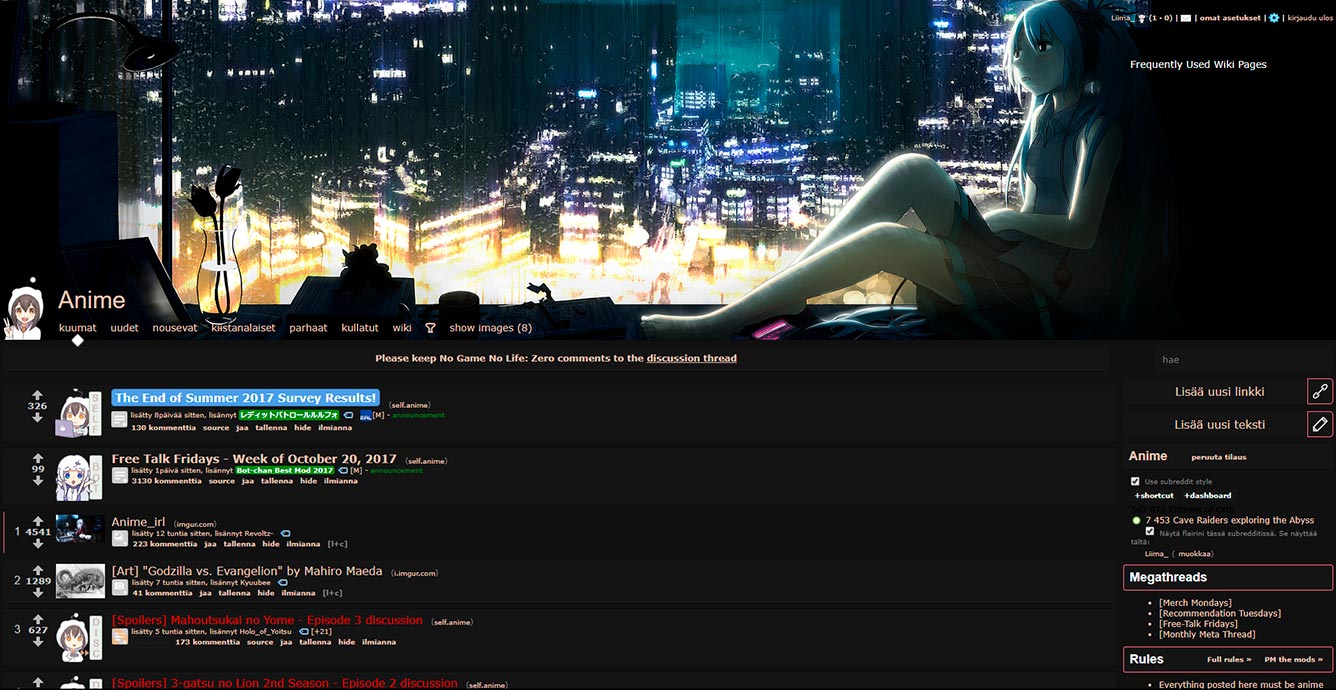 Liima_ (1 · 0) | | omat asetukset | | kirjaudu ulos
Frequently Used Wiki Pages
Anime
kuumat uudet nousevat kiistanalaiset parhaat kullatut wiki show images (8)
Please keep No Game No Life: Zero comments to the discussion thread
hae
326
SELF
The End of Summer 2017 Survey Results! (self.anime)
lisätty 8päivää sitten, lisännyt レディットパトロールルルフォ [M] - announcement
130 kommenttia source jaa tallenna hide ilmianna
Lisää uusi linkki
Lisää uusi teksti
99
BOT
Free Talk Fridays - Week of October 20, 2017 (self.anime)
lisätty 1päivä sitten, lisännyt Bot-chan Best Mod 2017 [M] - announcement
3130 kommenttia source jaa tallenna hide ilmianna
1 4541
Anime_irl (imgur.com)
lisätty 12 tuntia sitten, lisännyt Revoltz-
223 kommenttia jaa tallenna hide ilmianna [l+c]
2 1289
[Art] "Godzilla vs. Evangelion" by Mahiro Maeda (i.imgur.com)
lisätty 7 tuntia sitten, lisännyt Kyuubee
41 kommenttia jaa tallenna hide ilmianna [l+c]
3 627
DISC
[Spoilers] Mahoutsukai no Yome - Episode 3 discussion (self.anime)
lisätty 5 tuntia sitten, lisännyt Holo_of_Yoitsu [+21]
173 kommenttia source jaa tallenna hide ilmianna
[Spoilers] 3-gatsu no Lion 2nd Season - Episode 2 discussion (self.anime)
Anime peruuta tilaus
Use subreddit style
+shortcut +dashboard
7 453 Cave Raiders exploring the Abyss
Näytä flairini tässä subredditissä. Se näyttää
tältä:
Liima_ ( muokkaa)
Megathreads
[Merch Mondays]
[Recommendation Tuesdays]
[Free-Talk Fridays]
[Monthly Meta Thread]
Rules Full rules » PM the mods »
Everything posted here must be anime